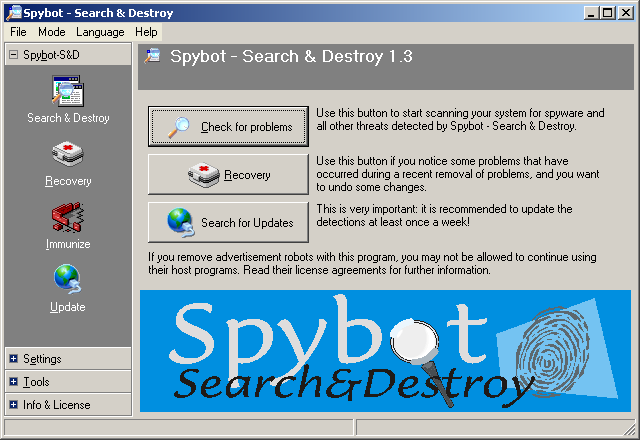 Spybot - Search & Destroy
File Mode Language Help
Spybot-S&D
Search & Destroy
Recovery
Immunize
Update
Settings
Tools
Info & License
Spybot - Search & Destroy 1.3
Check for problems
Use this button to start scanning your system for spyware and
all other threats detected by Spybot - Search & Destroy.
Recovery
Use this button if you notice some problems that have
occurred during a recent removal of problems, and you want
to undo some changes.
Search for Updates
This is very important: it is recommended to update the
detections at least once a week!
If you remove advertisement robots with this program, you may not be allowed to continue using
their host programs. Read their license agreements for further information.
Spybot
Search&Destroy